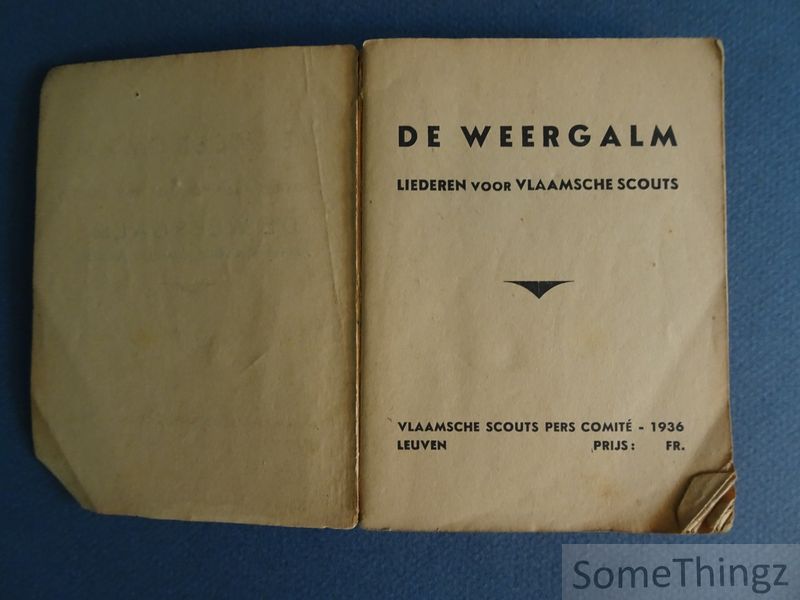 DE WEERGALM
LIEDEREN VOOR VLAAMSCHE SCOUTS
VLAAMSCHE SCOUTS PERS COMITÉ - 1936
LEUVEN PRIJS: FR.
SomeThingz